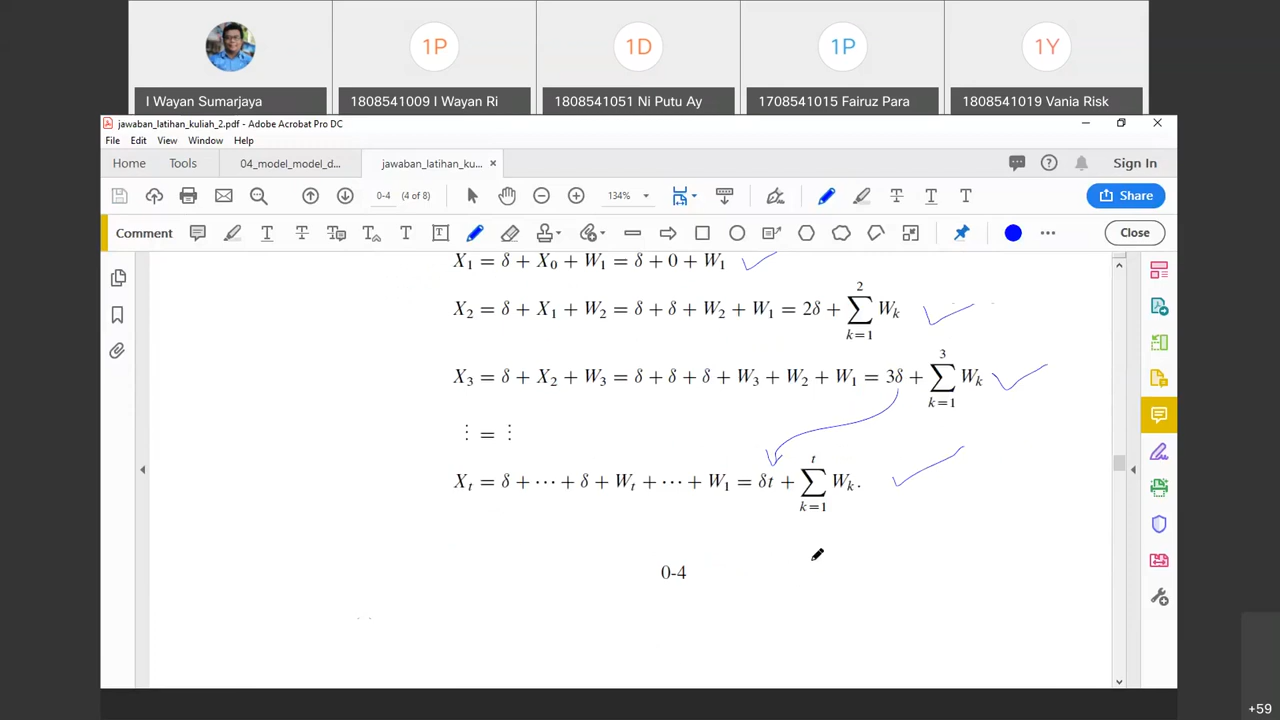 1P
1D
1P
1Y
I Wayan Sumarjaya
1808541009 I Wayan Ri
1808541051 Ni Putu Ay
1708541015 Fairuz Para
1808541019 Vania Risk
jawaban_latihan_kuliah_2.pdf - Adobe Acrobat Pro DC
File Edit View Window Help
Home Tools 04_model_model_d... jawaban_latihan_ku... × Sign In
0-4 (4 of 8) 134% Share
Comment Close
X₁ = δ + X₀ + W₁ = δ + 0 + W₁
X₂ = δ + X₁ + W₂ = δ + δ + W₂ + W₁ = 2δ + ∑_{k=1}^{2} W_k
X₃ = δ + X₂ + W₃ = δ + δ + δ + W₃ + W₂ + W₁ = 3δ + ∑_{k=1}^{3} W_k
⋮ = ⋮
X_t = δ + ⋯ + δ + W_t + ⋯ + W₁ = δt + ∑_{k=1}^{t} W_k.
0-4
+59